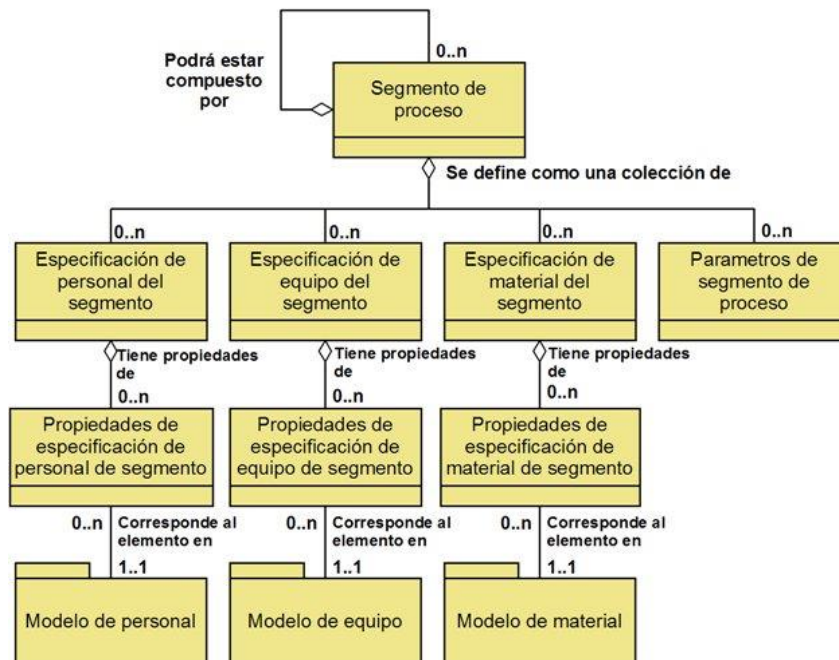 Podrá estar
compuesto
por
0..n
Segmento de
proceso
Se define como una colección de
0..n
0..n
0..n
0..n
Especificación de
personal del
segmento
Especificación de
equipo del
segmento
Especificación de
material del
segmento
Parametros de
segmento de
proceso
Tiene propiedades
de
0..n
Tiene propiedades
de
0..n
Tiene propiedades
de
0..n
Propiedades de
especificación de
personal de segmento
Propiedades de
especificación de
equipo de segmento
Propiedades de
especificación de
material de segmento
0..n
Corresponde al
elemento en
1..1
0..n
Corresponde al
elemento en
1..1
0..n
Corresponde al
elemento en
1..1
Modelo de personal
Modelo de equipo
Modelo de material